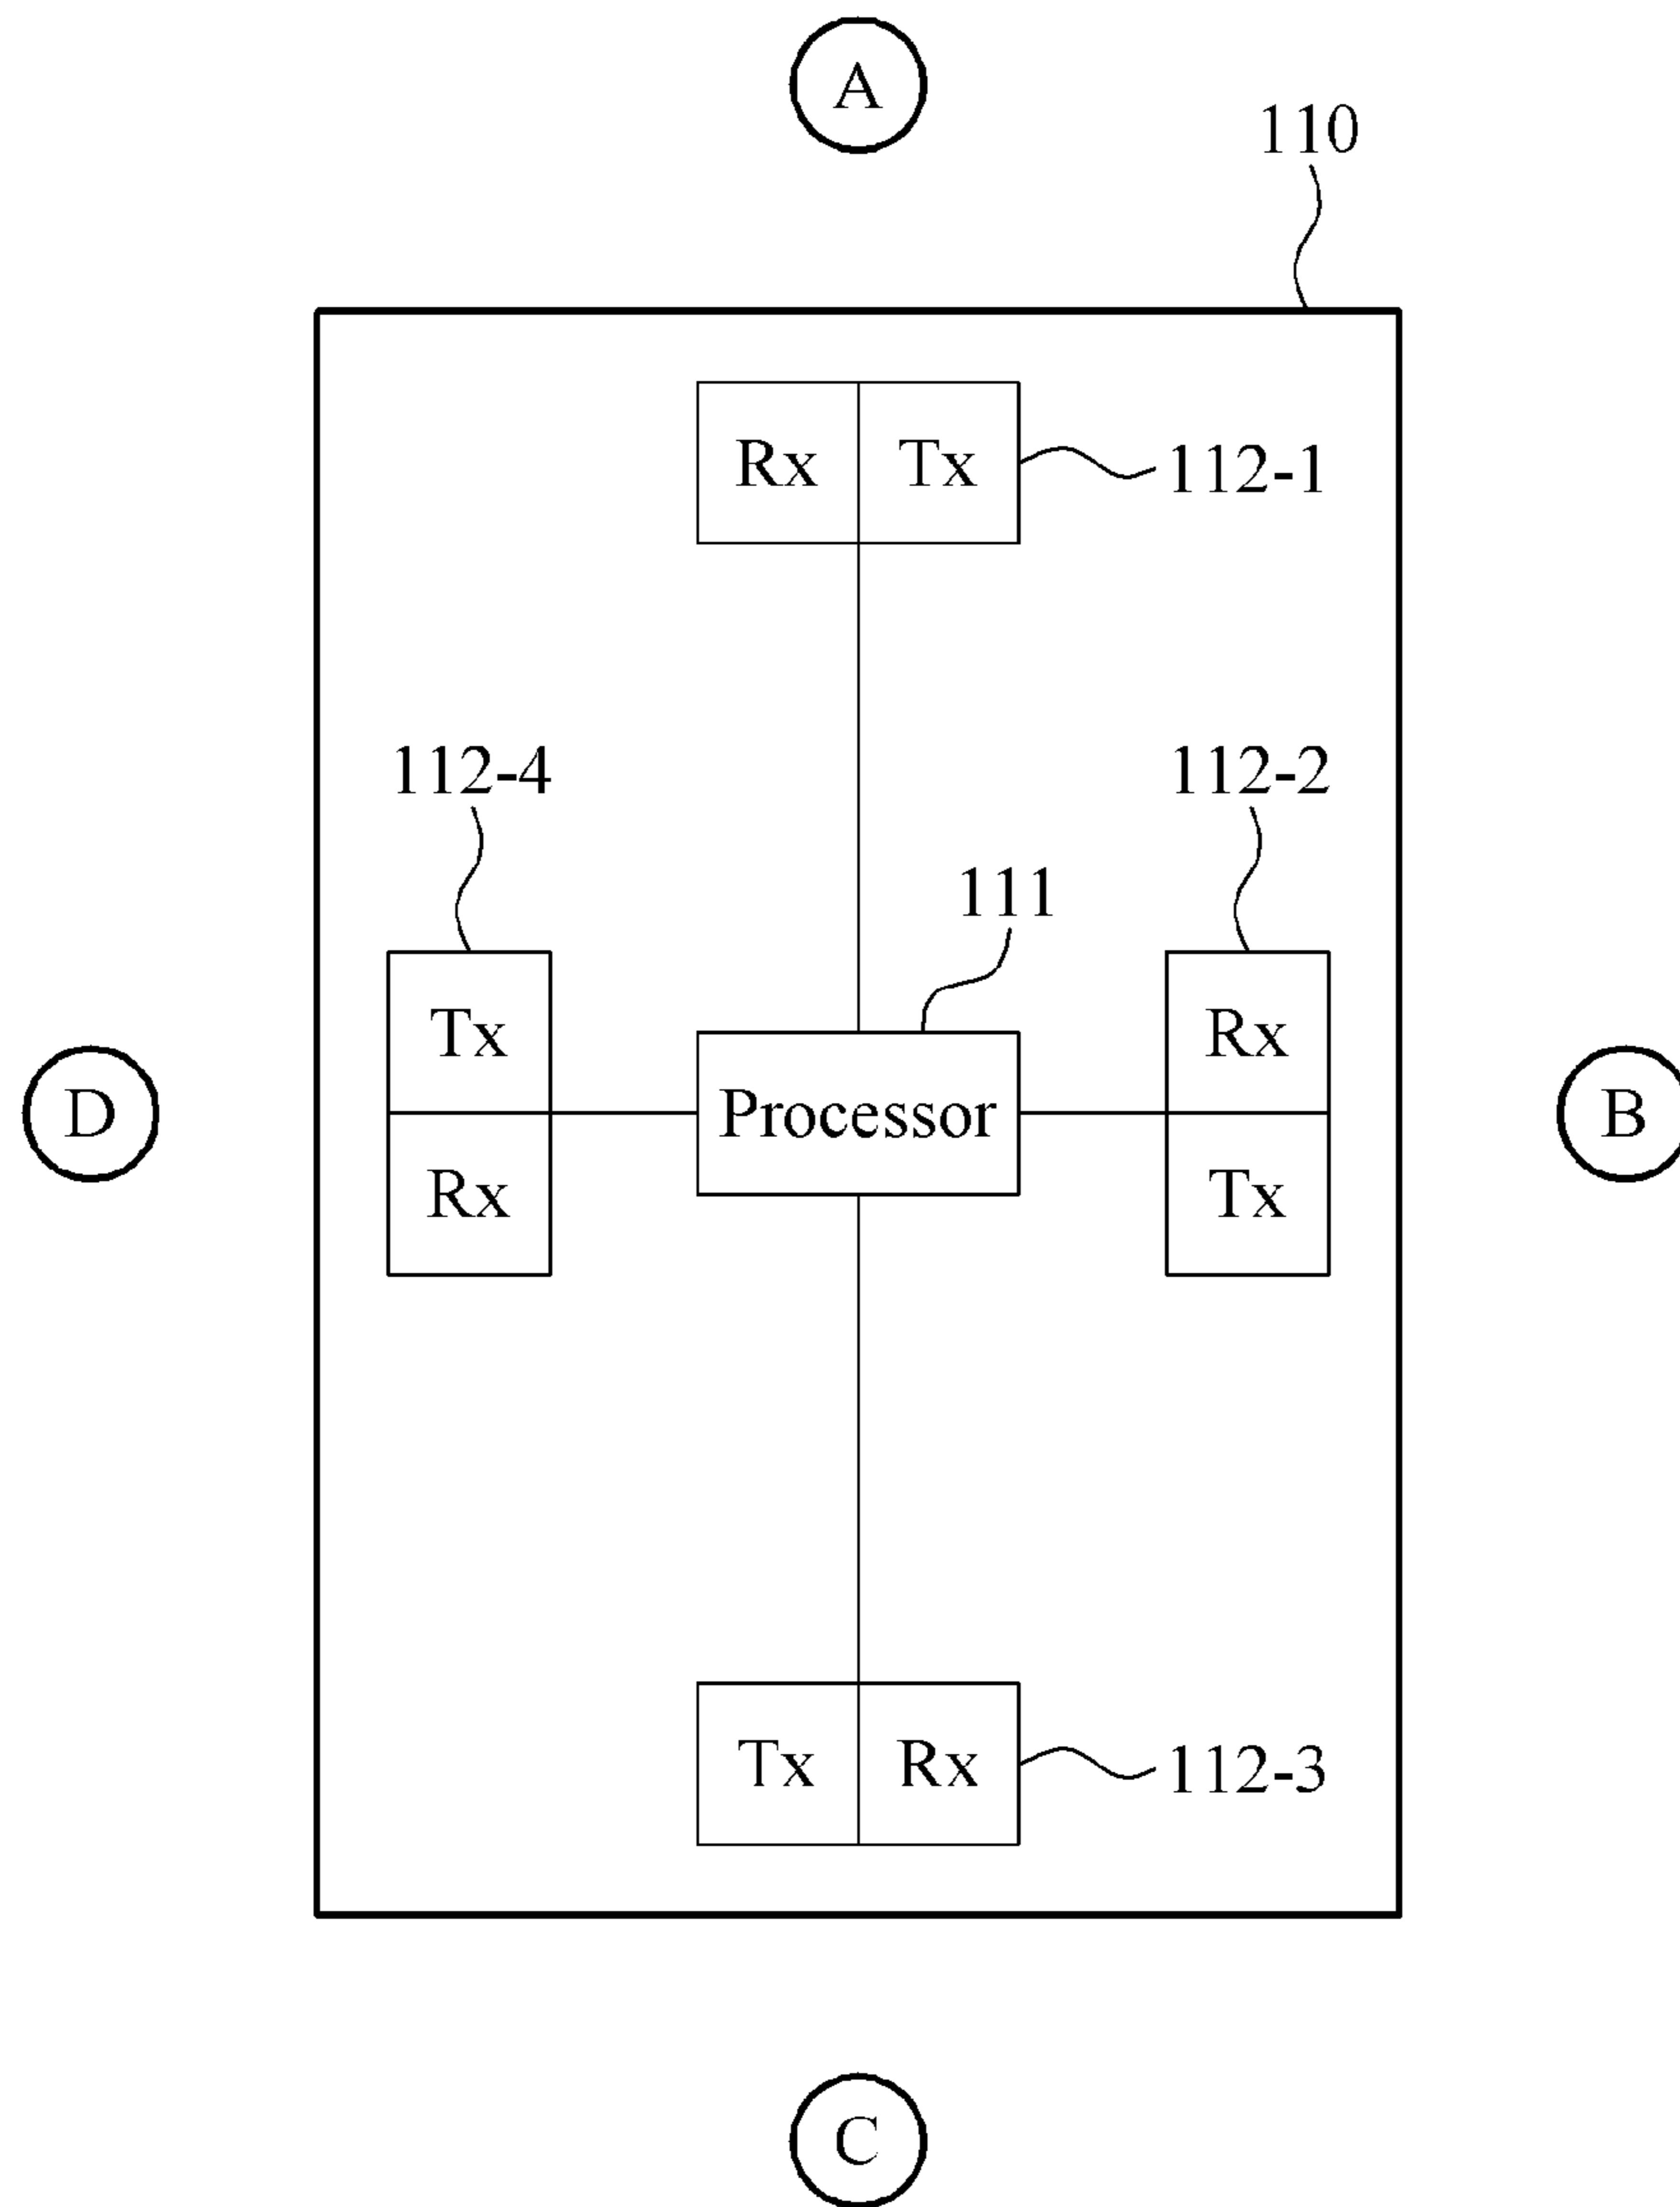 A
110
Rx Tx 112-1
112-4 112-2
111
Tx Rx
D Processor B
Rx Tx
Tx Rx 112-3
C